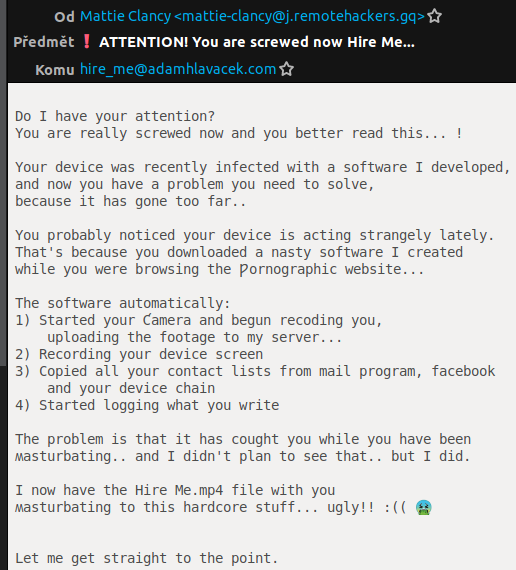 Od Mattie Clancy <mattie-clancy@j.remotehackers.gq>☆
Předmět ❗ ATTENTION! You are screwed now Hire Me...
Komu hire_me@adamhlavacek.com☆
Do I have your attention?
You are really screwed now and you better read this... !
Your device was recently infected with a software I developed,
and now you have a problem you need to solve,
because it has gone too far..
You probably noticed your device is acting strangely lately.
That's because you downloaded a nasty software I created
while you were browsing the Ƿornographic website...
The software automatically:
1) Started your Ƈamera and begun recoding you,
uploading the footage to my server...
2) Recording your device screen
3) Copied all your contact lists from mail program, facebook
and your device chain
4) Started logging what you write
The problem is that it has cought you while you have been
мasturbating.. and I didn't plan to see that.. but I did.
I now have the Hire Me.mp4 file with you
мasturbating to this hardcore stuff... ugly!! :(( 🤮
Let me get straight to the point.